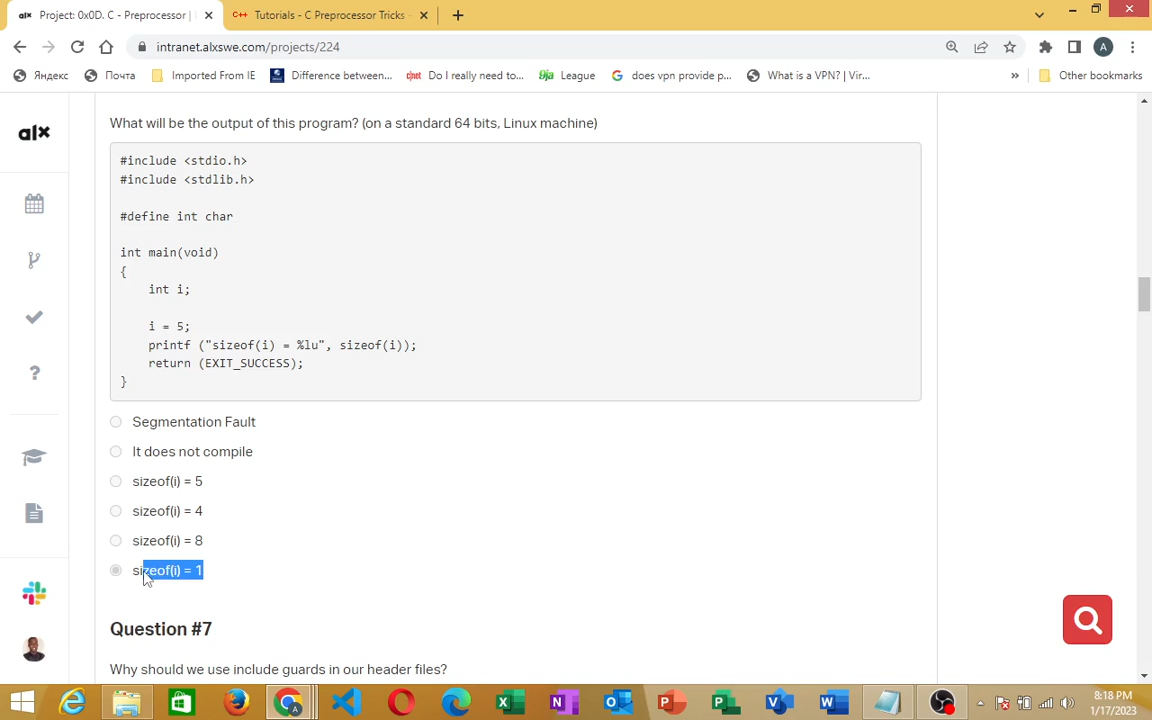 Project: 0x0D. C - Preprocessor |
Tutorials - C Preprocessor Tricks
intranet.alxswe.com/projects/224
A
Яндекс
Почта
Imported From IE
Difference between...
Do I really need to...
League
does vpn provide p...
What is a VPN? | Vir...
Other bookmarks
alx
What will be the output of this program? (on a standard 64 bits, Linux machine)
#include <stdio.h>
#include <stdlib.h>
#define int char
int main(void)
{
int i;
i = 5;
printf ("sizeof(i) = %lu", sizeof(i));
return (EXIT_SUCCESS);
}
Segmentation Fault
It does not compile
sizeof(i) = 5
sizeof(i) = 4
sizeof(i) = 8
sizeof(i) = 1
Question #7
Why should we use include guards in our header files?
8:18 PM
1/17/2023